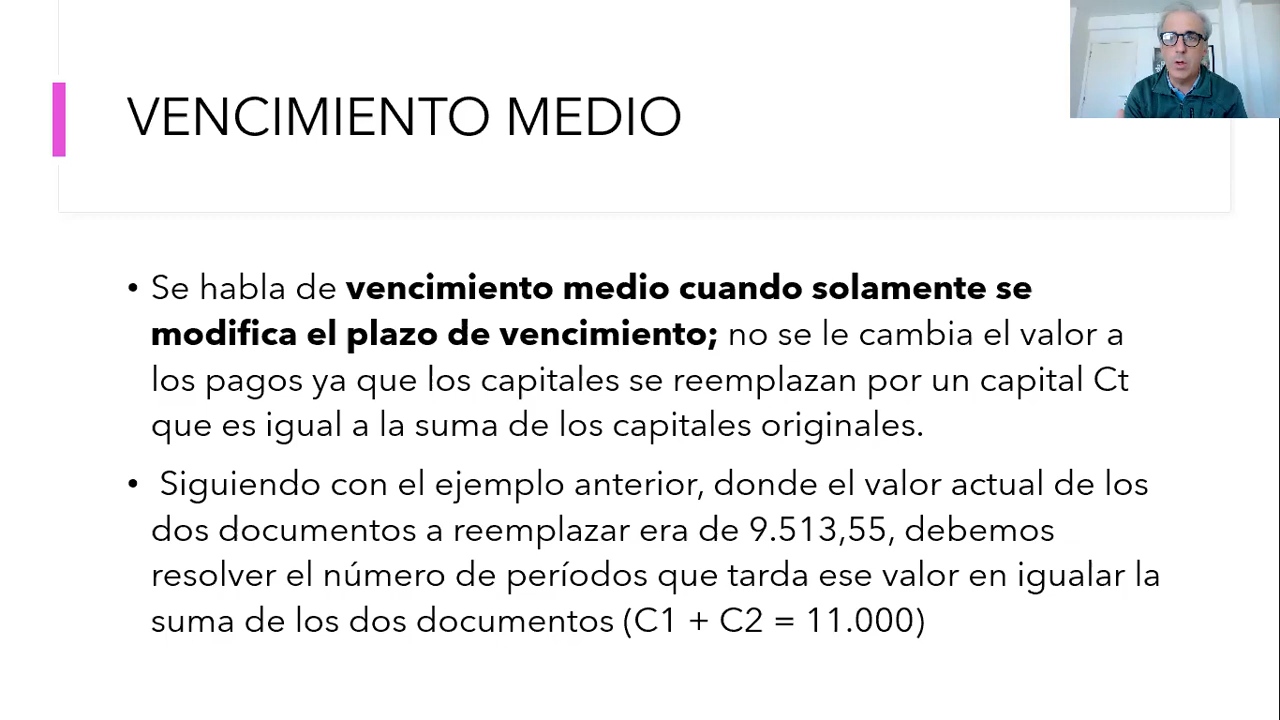 VENCIMIENTO MEDIO
• Se habla de vencimiento medio cuando solamente se
modifica el plazo de vencimiento; no se le cambia el valor a
los pagos ya que los capitales se reemplazan por un capital Ct
que es igual a la suma de los capitales originales.
• Siguiendo con el ejemplo anterior, donde el valor actual de los
dos documentos a reemplazar era de 9.513,55, debemos
resolver el número de períodos que tarda ese valor en igualar la
suma de los dos documentos (C1 + C2 = 11.000)